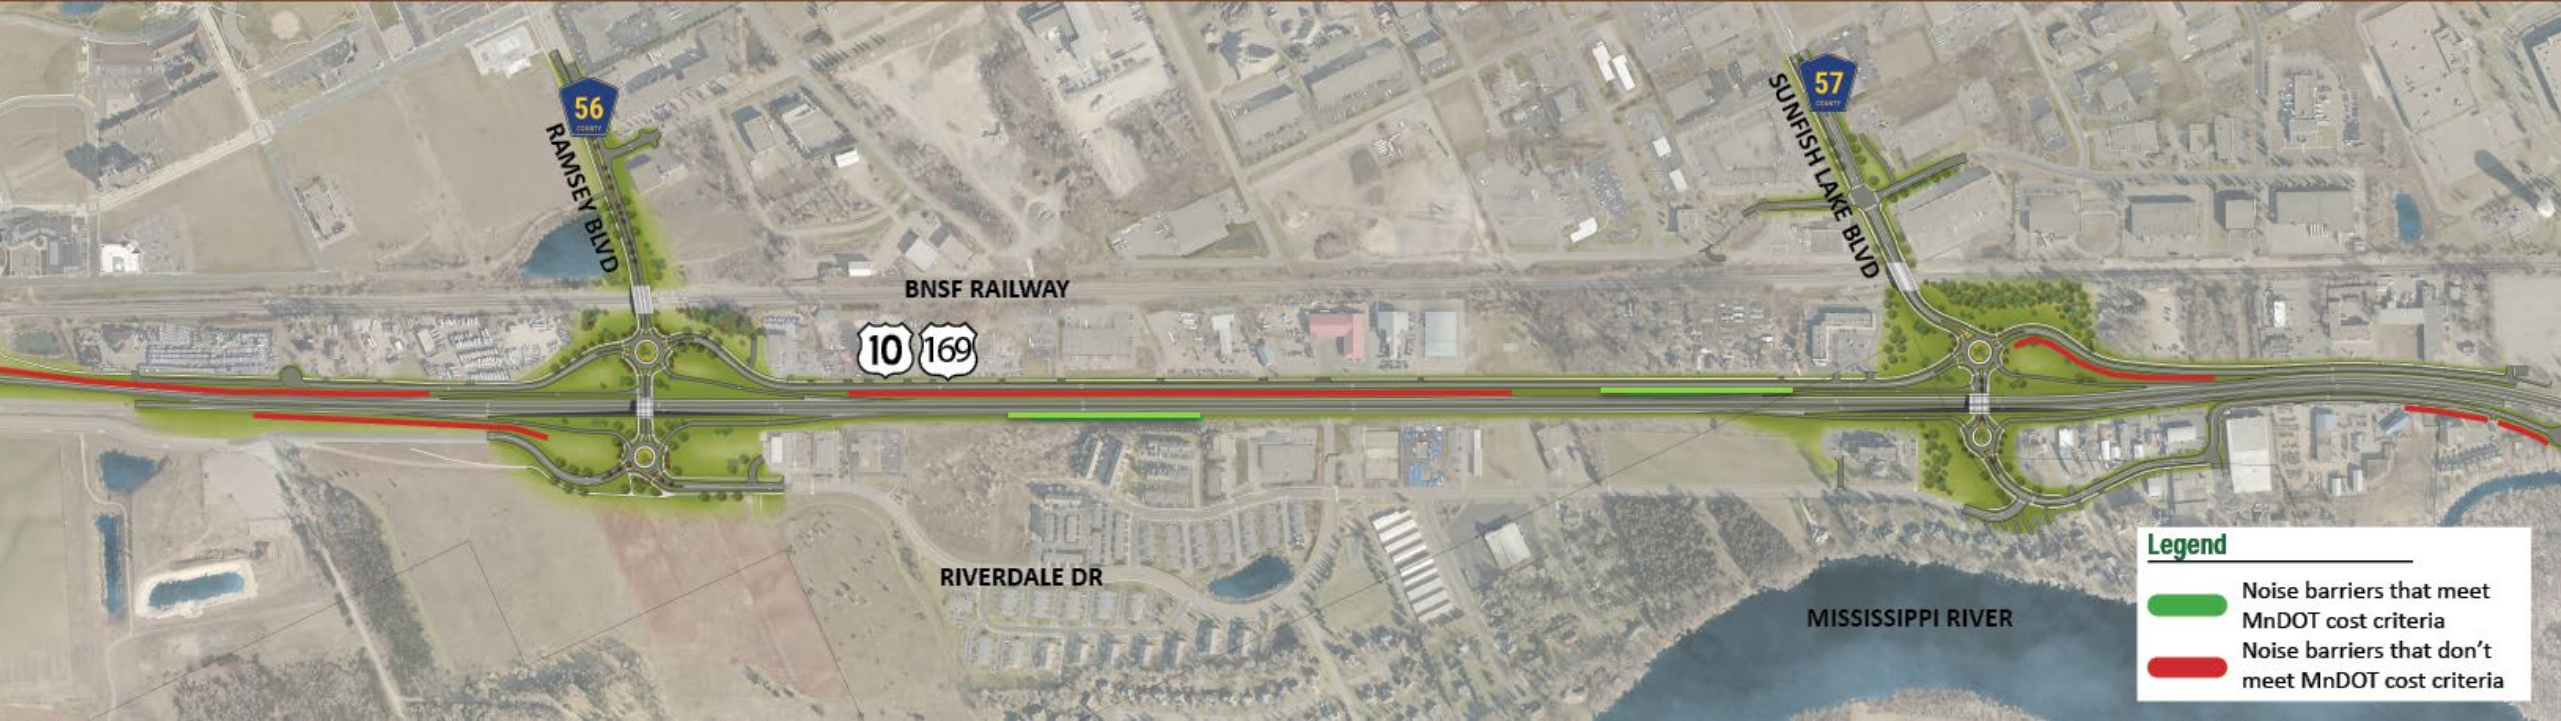 56
COUNTY
RAMSEY BLVD
57
COUNTY
SUNFISH LAKE BLVD
BNSF RAILWAY
10 169
RIVERDALE DR
MISSISSIPPI RIVER
Legend
Noise barriers that meet
MnDOT cost criteria
Noise barriers that don't
meet MnDOT cost criteria